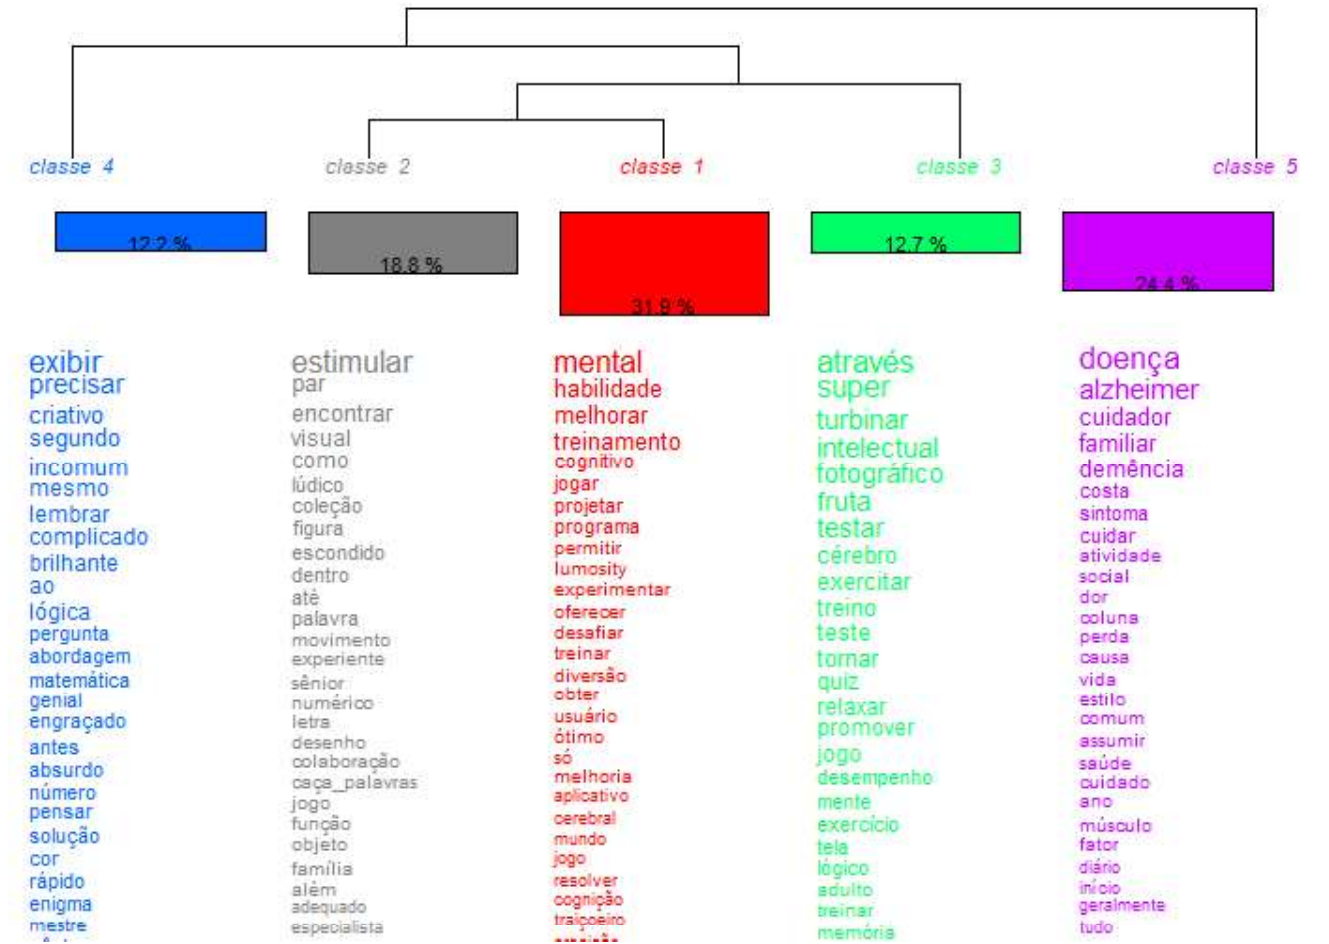 classe 4
classe 2
classe 1
classe 3
classe 5
12.2 %
18.8 %
31.9 %
12.7 %
24.4 %
exibir
precisar
criativo
segundo
incomum
mesmo
lembrar
complicado
brilhante
ao
lógica
pergunta
abordagem
matemática
genial
engraçado
antes
absurdo
número
pensar
solução
cor
rápido
enigma
mestre
estimular
par
encontrar
visual
como
lúdico
coleção
figura
escondido
dentro
até
palavra
movimento
experiente
sênior
numérico
letra
desenho
colaboração
caça_palavras
jogo
função
objeto
família
além
adequado
especialista
mental
habilidade
melhorar
treinamento
cognitivo
jogar
projetar
programa
permitir
lumosity
experimentar
oferecer
desafiar
treinar
diversão
obter
usuário
ótimo
só
melhoria
aplicativo
cerebral
mundo
jogo
resolver
cognição
traiçoeiro
através
super
turbinar
intelectual
fotográfico
fruta
testar
cérebro
exercitar
treino
teste
tornar
quiz
relaxar
promover
jogo
desempenho
mente
exercício
tela
lógico
adulto
treinar
memória
doença
alzheimer
cuidador
familiar
demência
costa
sintoma
cuidar
atividade
social
dor
coluna
perda
causa
vida
estilo
comum
assumir
saúde
cuidado
ano
músculo
fator
diário
início
geralmente
tudo